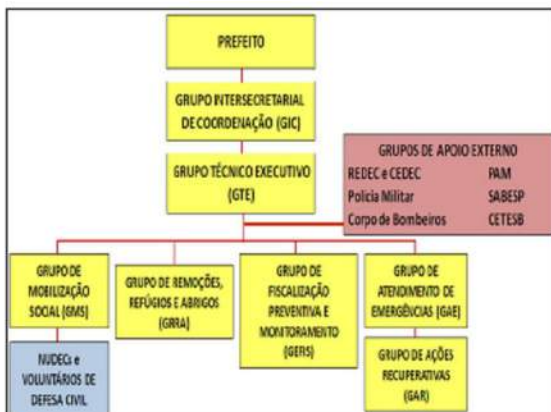 PREFEITO
GRUPO INTERSECRETARIAL
DE COORDENAÇÃO (GIC)
GRUPO TÉCNICO EXECUTIVO
(GTE)
GRUPOS DE APOIO EXTERNO
REDEC e CEDEC PAM
Polícia Militar SABESP
Corpo de Bombeiros CETESB
GRUPO DE
MOBILIZAÇÃO
SOCIAL (GMS)
GRUPO DE REMOÇÕES,
REFÚGIOS E ABRIGOS
(GRRA)
GRUPO DE
FISCALIZAÇÃO
PREVENTIVA E
MONITORAMENTO
(GEFIS)
GRUPO DE
ATENDIMENTO DE
EMERGÊNCIAS (GAE)
NUDECs e
VOLUNTÁRIOS DE
DEFESA CIVIL
GRUPO DE AÇÕES
RECUPERATIVAS
(GAR)